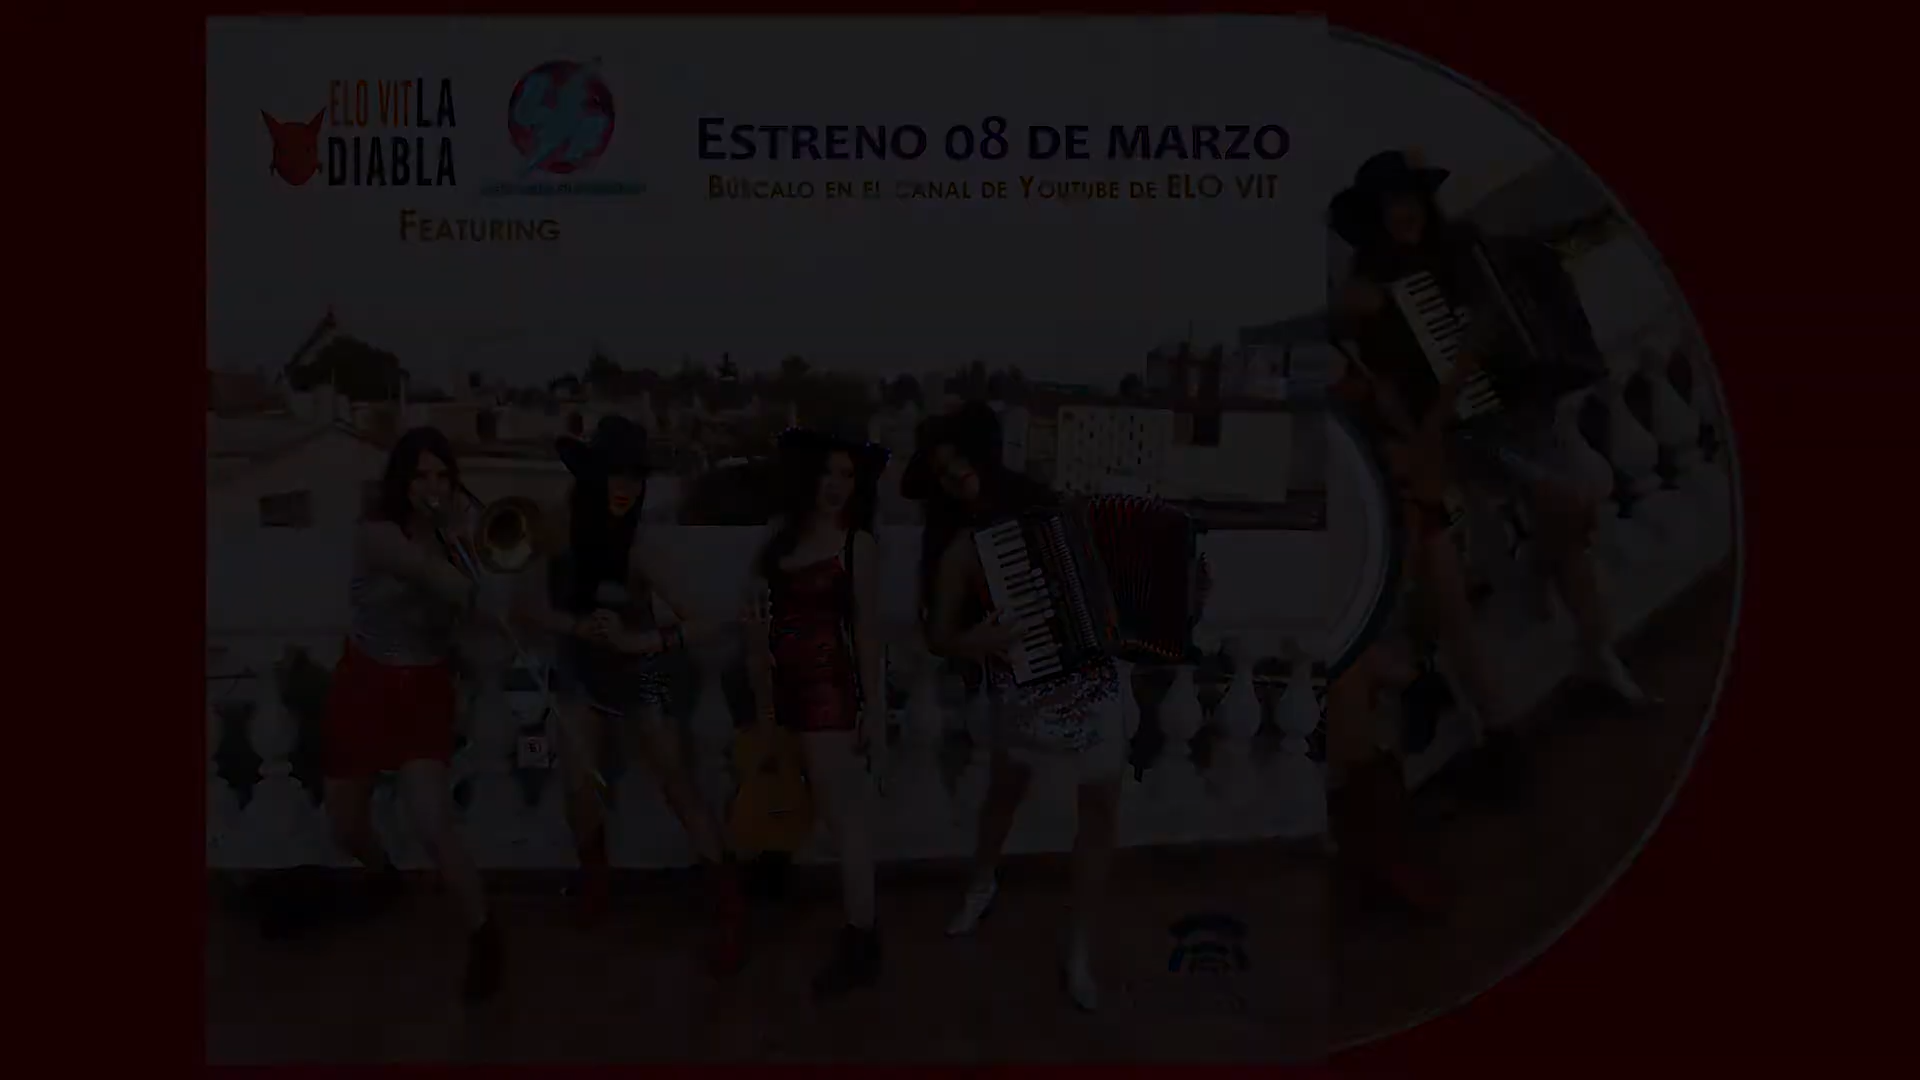 ELO VIT LA
DIABLA
ESTRENO 08 DE MARZO
BÚSCALO EN EL CANAL DE YOUTUBE DE ELO VIT
FEATURING